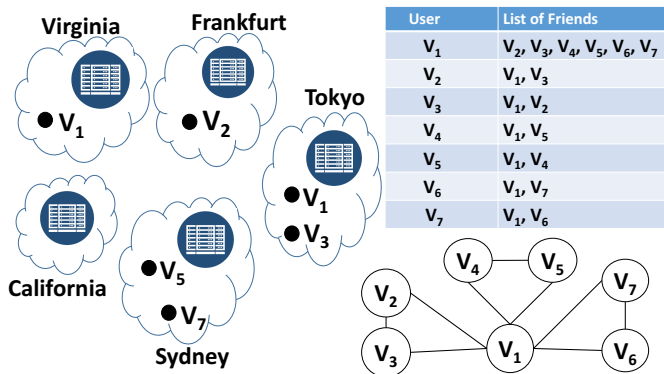 Virginia
V₁
Frankfurt
V₂
Tokyo
V₁
V₃
California
Sydney
V₅
V₇
User List of Friends
V₁ V₂, V₃, V₄, V₅, V₆, V₇
V₂ V₁, V₃
V₃ V₁, V₂
V₄ V₁, V₅
V₅ V₁, V₄
V₆ V₁, V₇
V₇ V₁, V₆
V₄ V₅
V₂ V₇
V₃ V₁ V₆